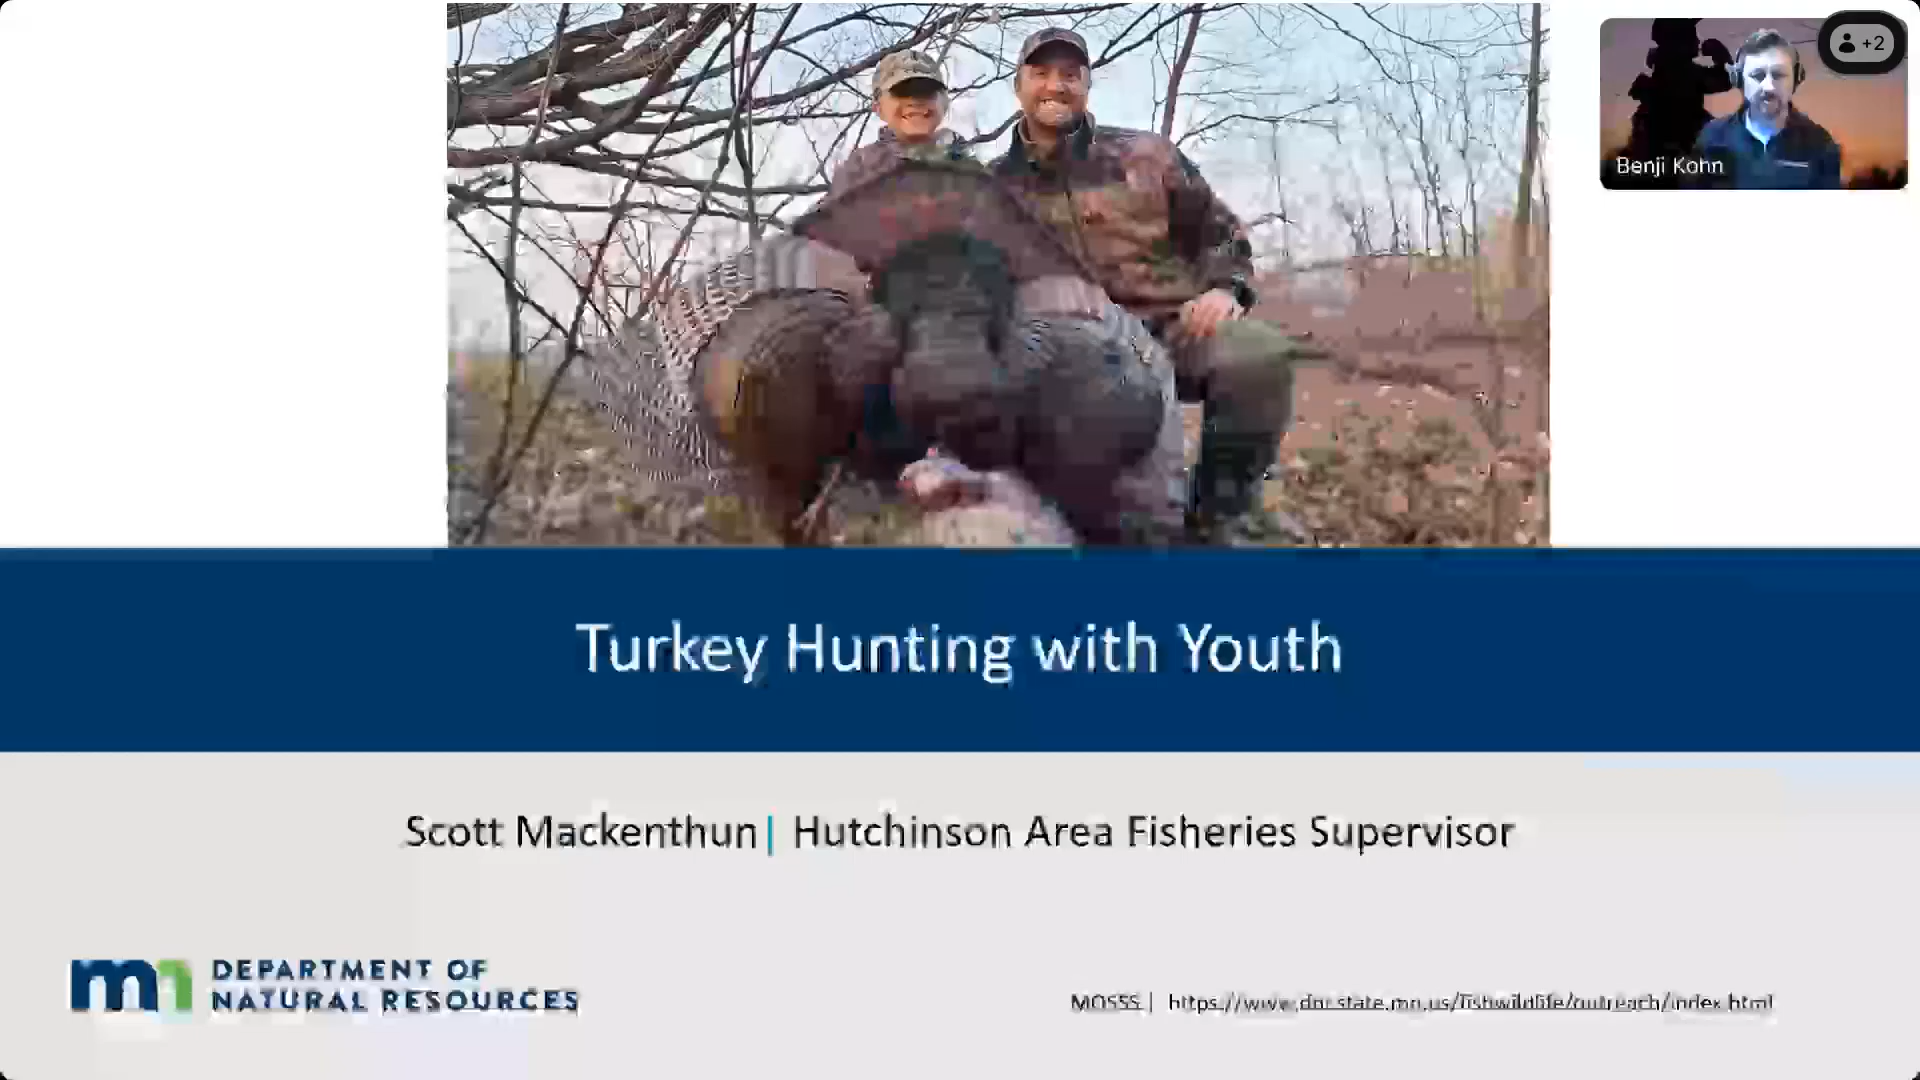 +2
Benji Kohn
Turkey Hunting with Youth
Scott Mackenthun | Hutchinson Area Fisheries Supervisor
mn DEPARTMENT OF
NATURAL RESOURCES
MOSSS | https://www.dnr.state.mn.us/fishwildlife/outreach/index.html